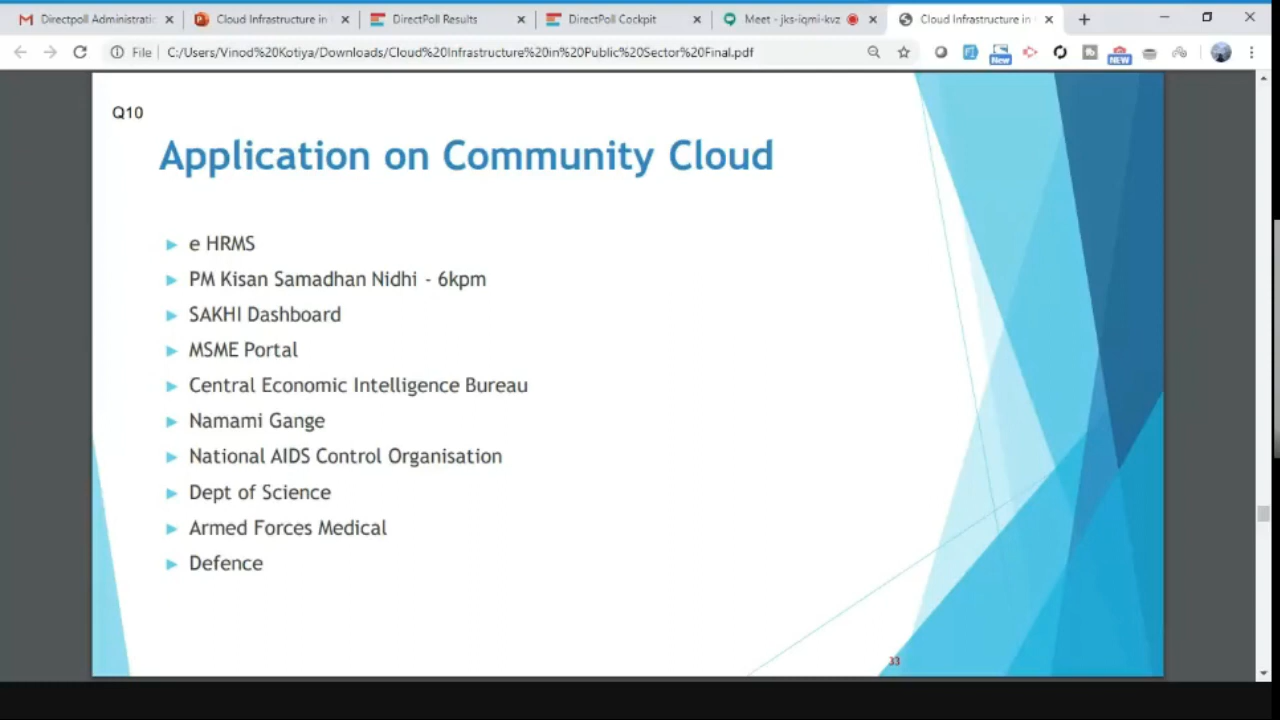 Directpoll Administratic
Cloud Infrastructure in
DirectPoll Results
DirectPoll Cockpit
Meet - jks-iqmi-kvz
Cloud Infrastructure in
File
C:/Users/Vinod%20Kotiya/Downloads/Cloud%20Infrastructure%20in%20Public%20Sector%20Final.pdf
New
NEW
Q10
Application on Community Cloud
e HRMS
PM Kisan Samadhan Nidhi - 6kpm
SAKHI Dashboard
MSME Portal
Central Economic Intelligence Bureau
Namami Gange
National AIDS Control Organisation
Dept of Science
Armed Forces Medical
Defence
33